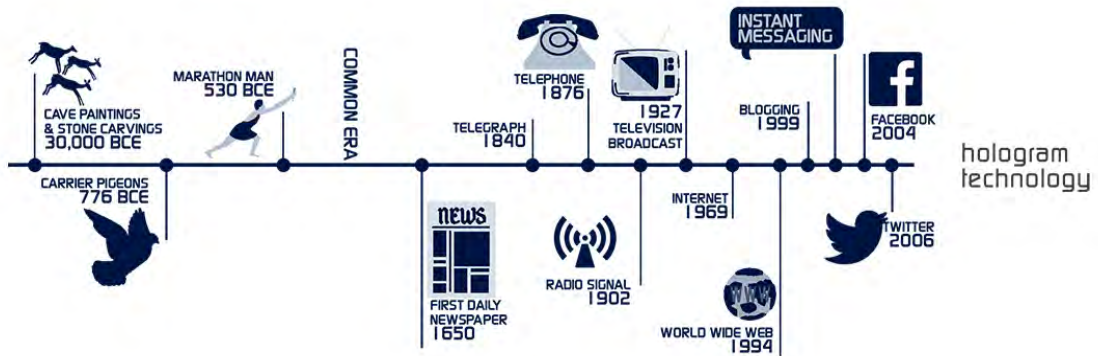 CAVE PAINTINGS
& STONE CARVINGS
30,000 BCE
CARRIER PIGEONS
776 BCE
MARATHON MAN
530 BCE
COMMON ERA
NEWS
FIRST DAILY
NEWSPAPER
1650
TELEGRAPH
1840
TELEPHONE
1876
RADIO SIGNAL
1902
1927
TELEVISION
BROADCAST
INTERNET
1969
WWW
WORLD WIDE WEB
1994
BLOGGING
1999
INSTANT
MESSAGING
f
FACEBOOK
2004
TWITTER
2006
hologram
technology